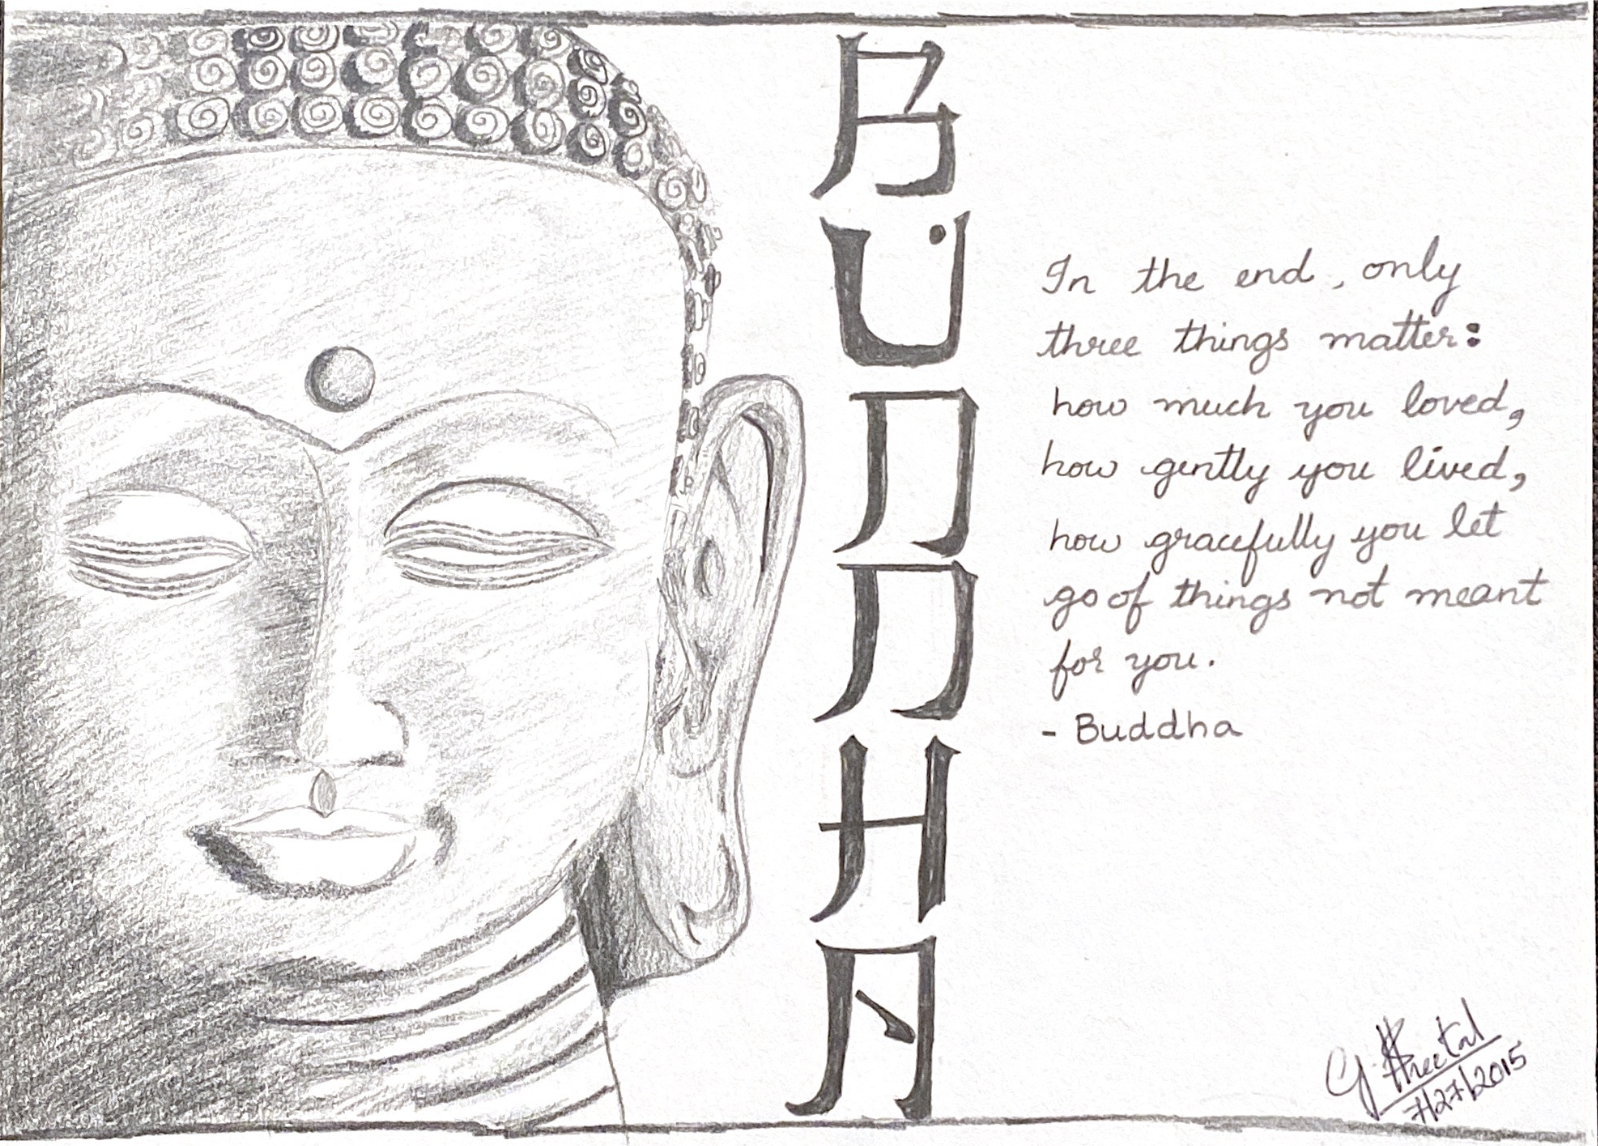 BUDDHA
In the end, only
three things matter:
how much you loved,
how gently you lived,
how gracefully you let
go of things not meant
for you.
- Buddha
G. Sheetal
7/27/2015